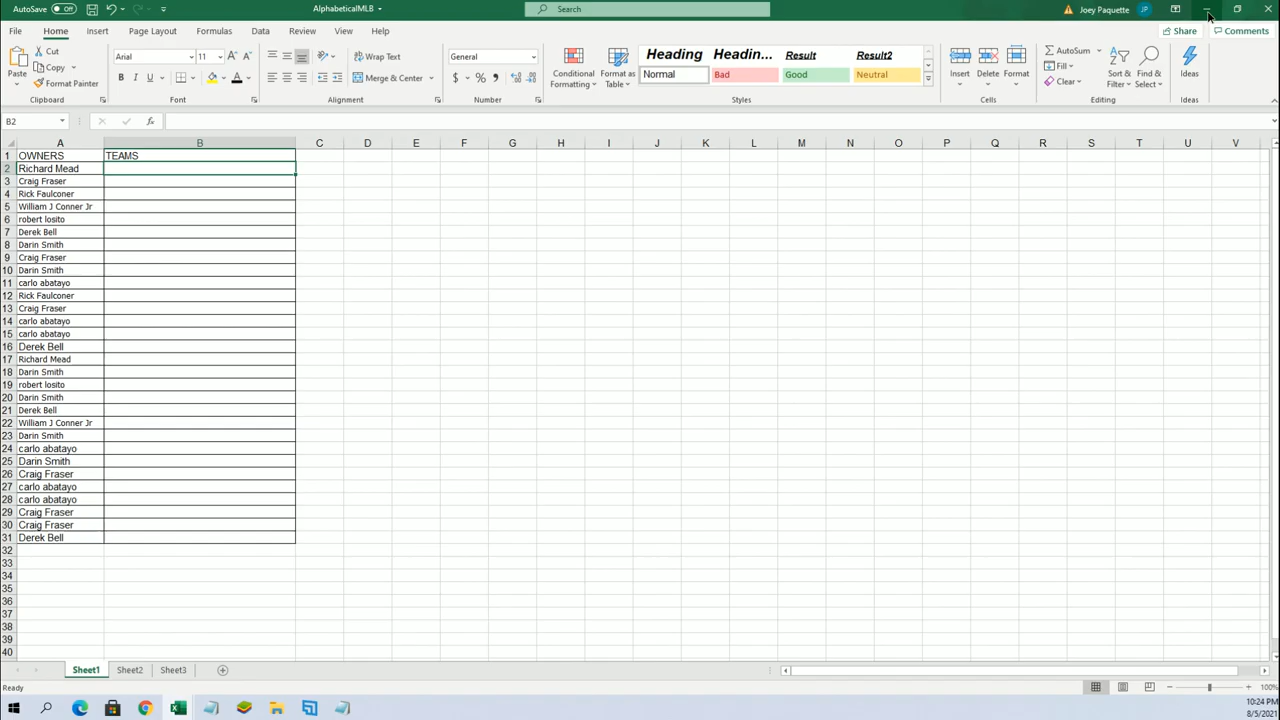 AutoSave Off AlphabeticalMLB Search Joey Paquette JP
File Home Insert Page Layout Formulas Data Review View Help Share Comments
Paste Cut Copy Format Painter Clipboard
Arial 11 A A B I U A Font
Wrap Text Merge & Center Alignment
General $ % 9 Number
Conditional Formatting Format as Table
Heading Headin... Result Result2
Normal Bad Good Neutral
Styles
Insert Delete Format Cells
AutoSum Fill Clear Sort & Filter Find & Select Editing
Ideas Ideas
B2 fx
A B C D E F G H I J K L M N O P Q R S T U V
1 OWNERS TEAMS
2 Richard Mead
3 Craig Fraser
4 Rick Faulconer
5 William J Conner Jr
6 robert losito
7 Derek Bell
8 Darin Smith
9 Craig Fraser
10 Darin Smith
11 carlo abatayo
12 Rick Faulconer
13 Craig Fraser
14 carlo abatayo
15 carlo abatayo
16 Derek Bell
17 Richard Mead
18 Darin Smith
19 robert losito
20 Darin Smith
21 Derek Bell
22 William J Conner Jr
23 Darin Smith
24 carlo abatayo
25 Darin Smith
26 Craig Fraser
27 carlo abatayo
28 carlo abatayo
29 Craig Fraser
30 Craig Fraser
31 Derek Bell
32
33
34
35
36
37
38
39
40
Sheet1 Sheet2 Sheet3
Ready 100%
10:24 PM
8/5/2021